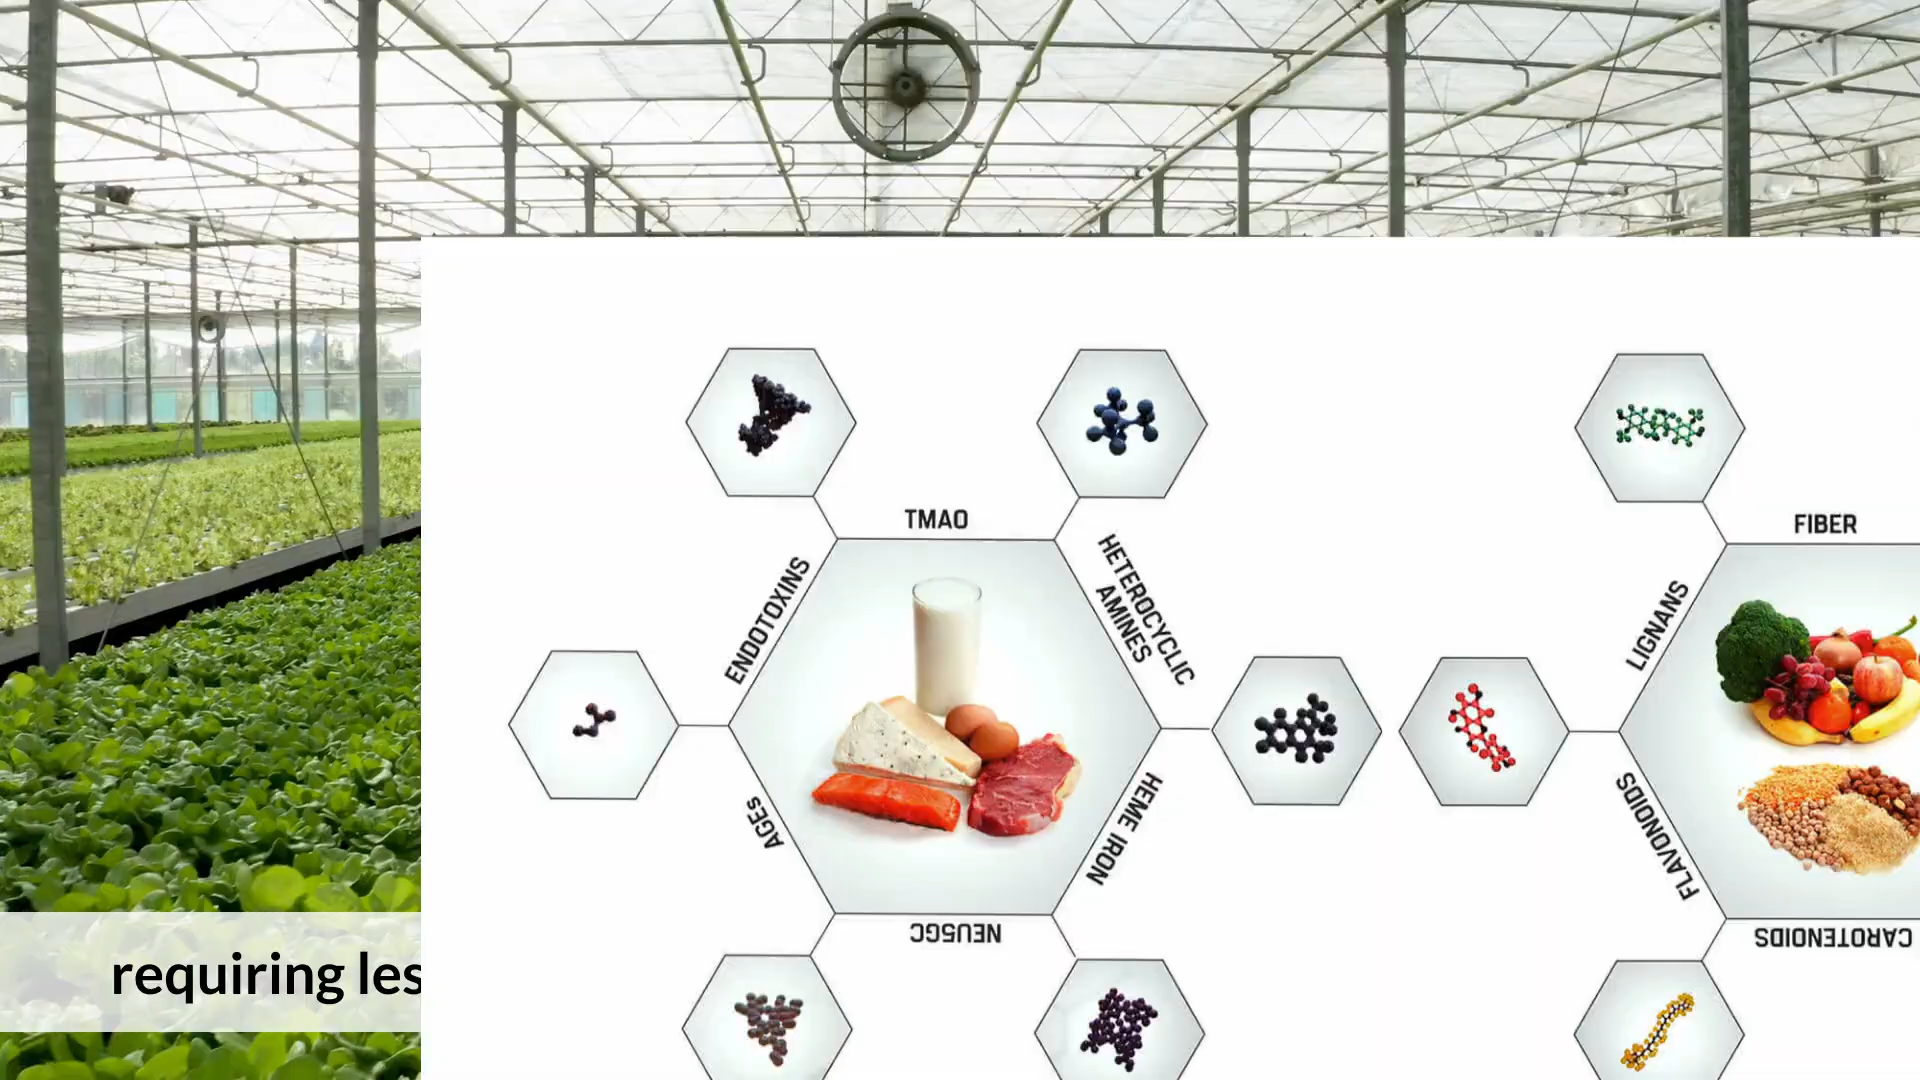 TMAO
HETEROCYCLIC
AMINES
ENDOTOXINS
AGEs
HEME IRON
NEU5GC
FIBER
LIGNANS
FLAVONOIDS
CAROTENOIDS
requiring les